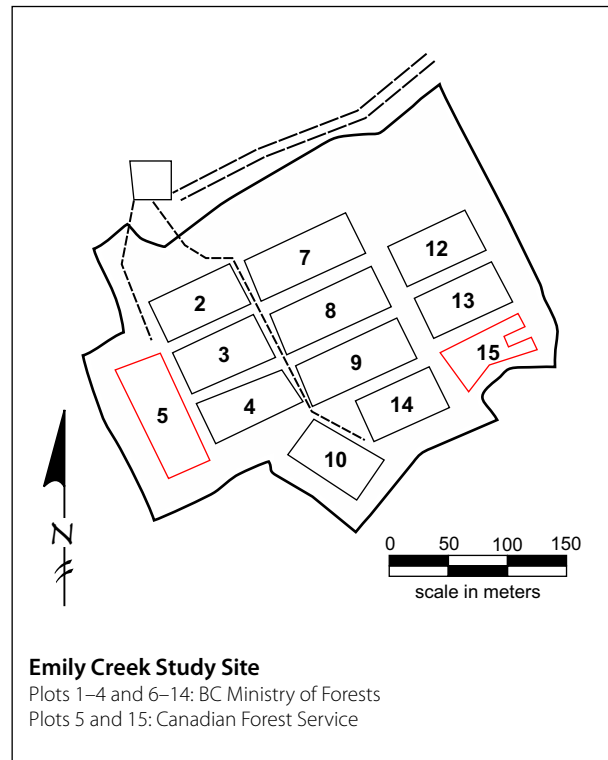 7
12
2
8
13
3
9
15
5
4
14
10
N
0 50 100 150
scale in meters
Emily Creek Study Site
Plots 1–4 and 6–14: BC Ministry of Forests
Plots 5 and 15: Canadian Forest Service